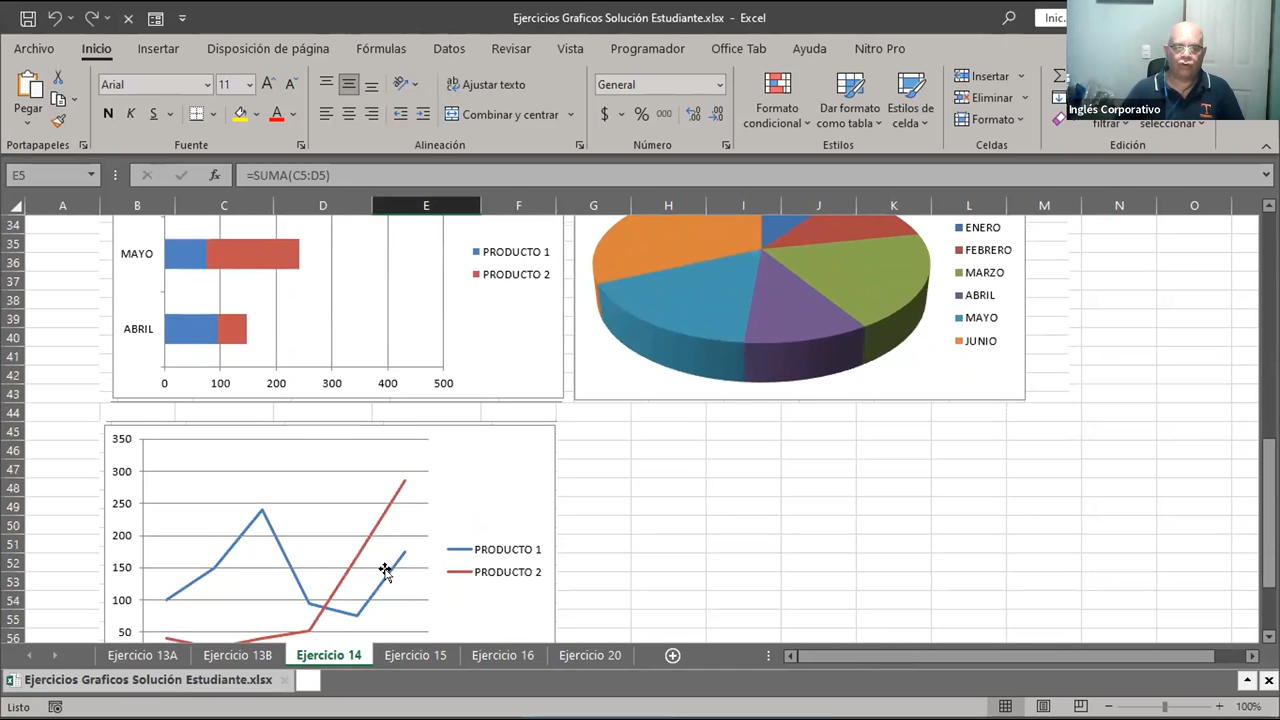 Ejercicios Graficos Solución Estudiante.xlsx - Excel
Inic.
Archivo Inicio Insertar Disposición de página Fórmulas Datos Revisar Vista Programador Office Tab Ayuda Nitro Pro
Inglés Corporativo
Pegar
Arial 11
N K S
Ajustar texto
Combinar y centrar
General
$ % 000
Formato condicional
Dar formato como tabla
Estilos de celda
Insertar
Eliminar
Formato
filtrar
seleccionar
Portapapeles Fuente Alineación Número Estilos Celdas Edición
E5 fx =SUMA(C5:D5)
A B C D E F G H I J K L M N O
34
35
36
37
38
39
40
41
42
43
44
45
46
47
48
49
50
51
52
53
54
55
56
MAYO
ABRIL
0 100 200 300 400 500
PRODUCTO 1
PRODUCTO 2
ENERO
FEBRERO
MARZO
ABRIL
MAYO
JUNIO
350
300
250
200
150
100
50
PRODUCTO 1
PRODUCTO 2
Ejercicio 13A Ejercicio 13B Ejercicio 14 Ejercicio 15 Ejercicio 16 Ejercicio 20
Ejercicios Graficos Solución Estudiante.xlsx
Listo
100%